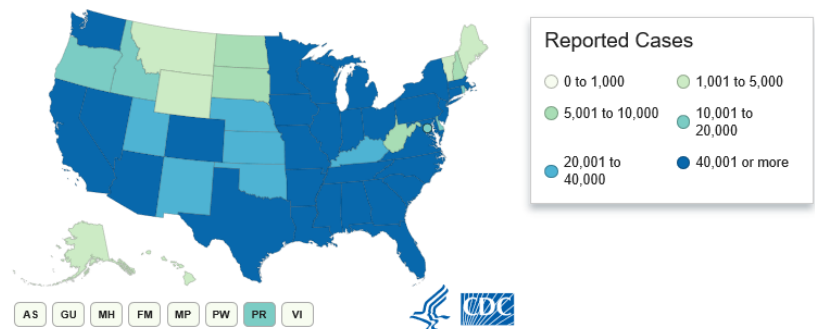 Reported Cases
0 to 1,000
1,001 to 5,000
5,001 to 10,000
10,001 to
20,000
20,001 to
40,000
40,001 or more
AS GU MH FM MP PW PR VI
CDC